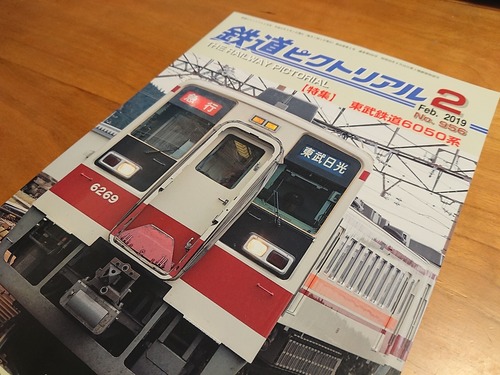 鉄道ピクトリアル 2
THE RAILWAY PICTORIAL
Feb. 2019
No. 956
[特集] 東武鉄道6050系
急行
東武日光
6269